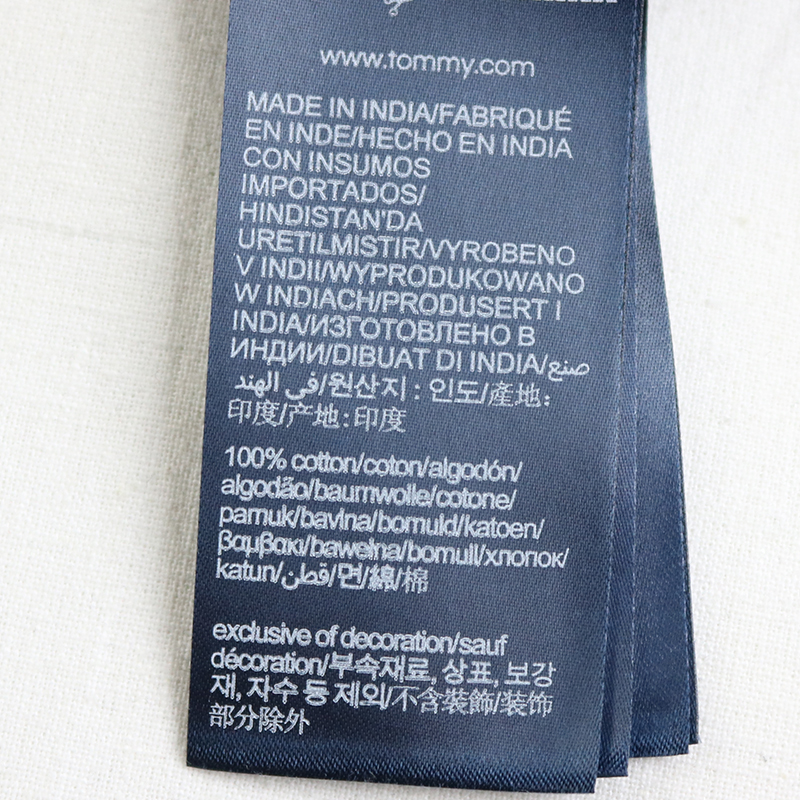 www.tommy.com
MADE IN INDIA/FABRIQUÉ
EN INDE/HECHO EN INDIA
CON INSUMOS
IMPORTADOS/
HINDISTAN'DA
URETILMISTIR/VYROBENO
V INDII/WYPRODUKOWANO
W INDIACH/PRODUSERT I
INDIA/ИЗГОТОВЛЕНО В
ИНДИИ/DIBUAT DI INDIA/صنع
في الهند/원산지 : 인도/產地:
印度/产地: 印度
100% cotton/coton/algodón/
algodão/baumwolle/cotone/
pamuk/bavlna/bomuld/katoen/
βαμβακι/bawełna/bomull/хлопок/
katun/قطن/면/綿/棉
exclusive of decoration/sauf
décoration/부속재료, 상표, 보강
재, 자수 등 제외/不含裝飾/装饰
部分除外